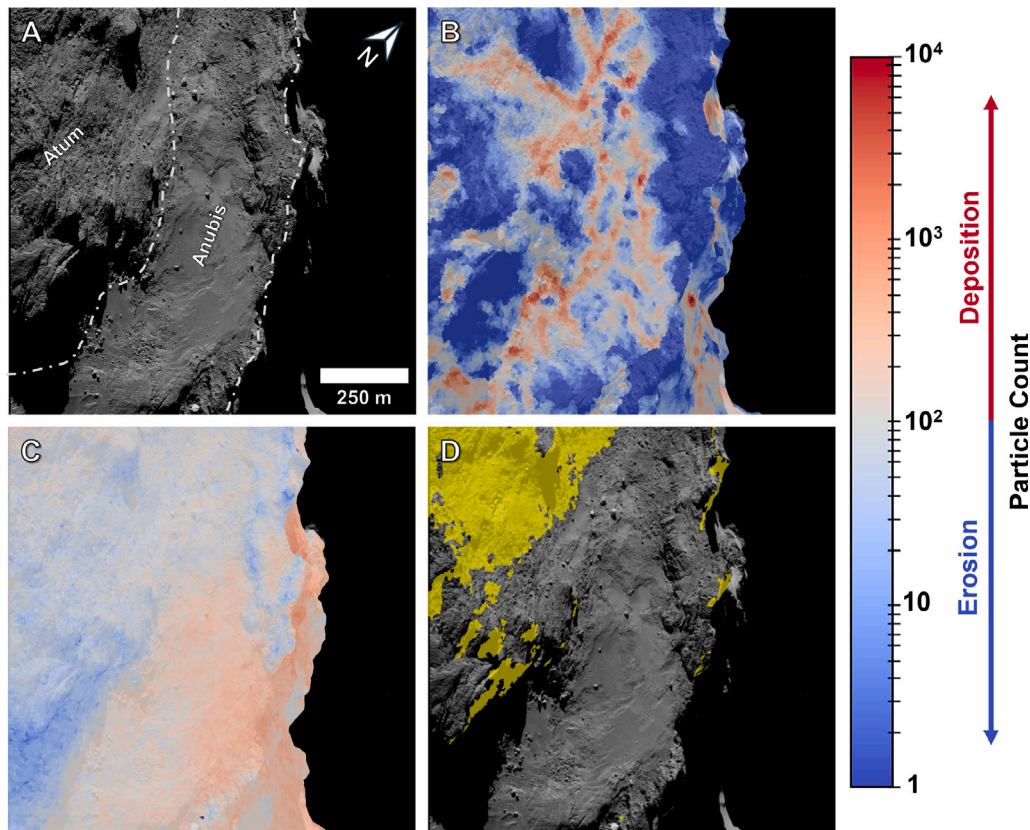 A
N
Atum
Anubis
250 m
B
C
D
10⁴
10³
10²
10
1
Deposition
Erosion
Particle Count